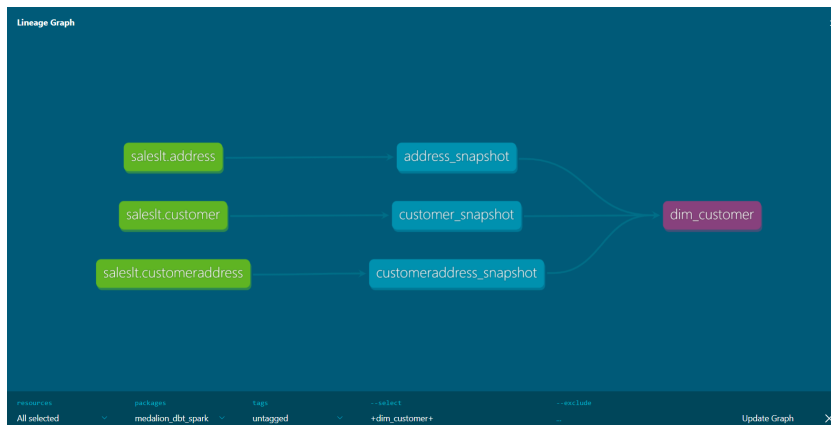 Lineage Graph
saleslt.address address_snapshot
saleslt.customer customer_snapshot dim_customer
saleslt.customeraddress customeraddress_snapshot
resources packages tags --select --exclude
All selected medalion_dbt_spark untagged +dim_customer+ ... Update Graph